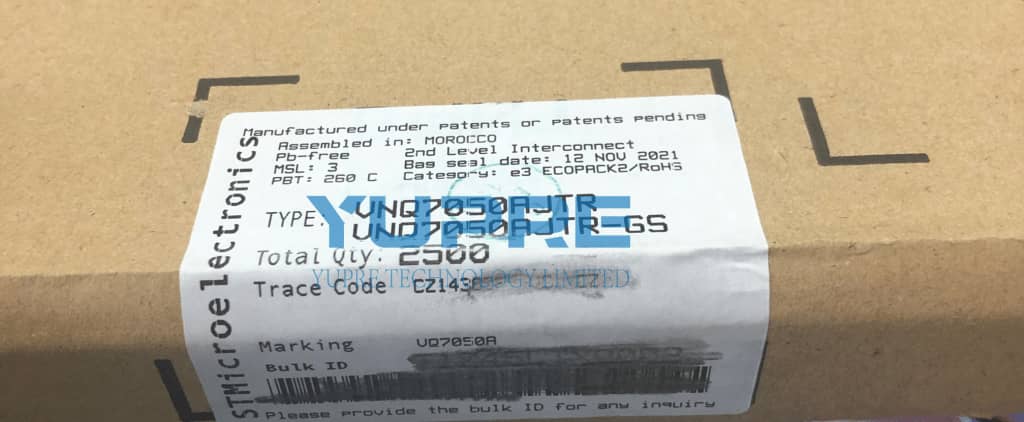 Manufactured under patents or patents pending
Assembled in: MOROCCO
Pb-free 2nd Level Interconnect
MSL: 3 Bag seal date: 12 NOV 2021
PBT: 260 C Category: e3 ECOPACK2/RoHS
TYPE: VNQ7050AJTR
VNQ7050AJTR-GS
YUPRE
Total Qty: 2500
YUPRE TECHNOLOGY LIMITED
Trace Code
Marking VQ7050A
Bulk ID
Please provide the bulk ID for any inquiry
STMicroelectronics